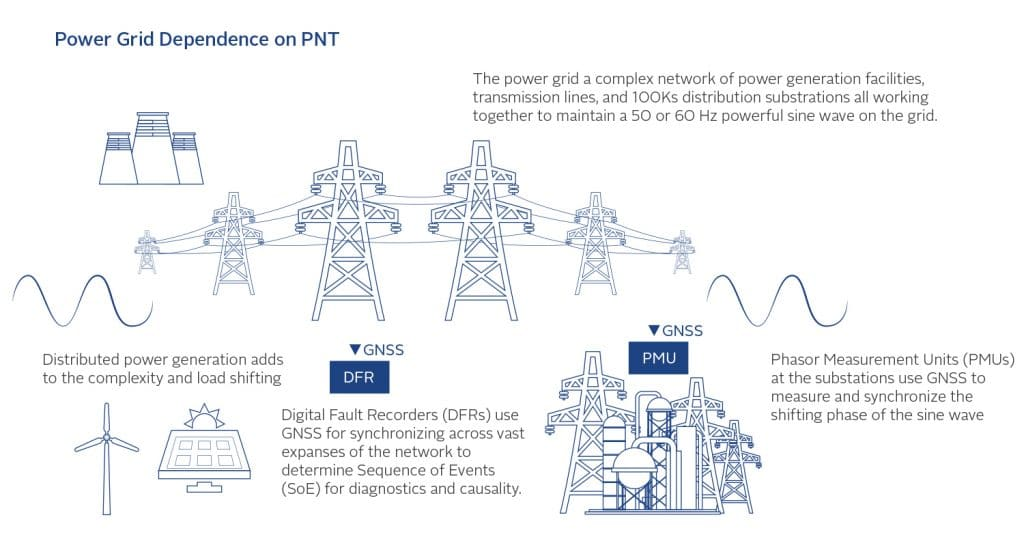 Power Grid Dependence on PNT
The power grid a complex network of power generation facilities,
transmission lines, and 100Ks distribution substrations all working
together to maintain a 50 or 60 Hz powerful sine wave on the grid.
Distributed power generation adds
to the complexity and load shifting
▼GNSS
DFR
Digital Fault Recorders (DFRs) use
GNSS for synchronizing across vast
expanses of the network to
determine Sequence of Events
(SoE) for diagnostics and causality.
▼GNSS
PMU
Phasor Measurement Units (PMUs)
at the substations use GNSS to
measure and synchronize the
shifting phase of the sine wave